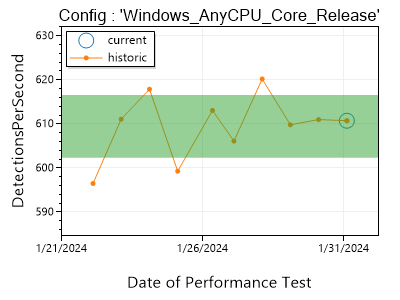 Config : 'Windows_AnyCPU_Core_Release'
current
historic
DetectionsPerSecond
630
620
610
600
590
1/21/2024
1/26/2024
1/31/2024
Date of Performance Test